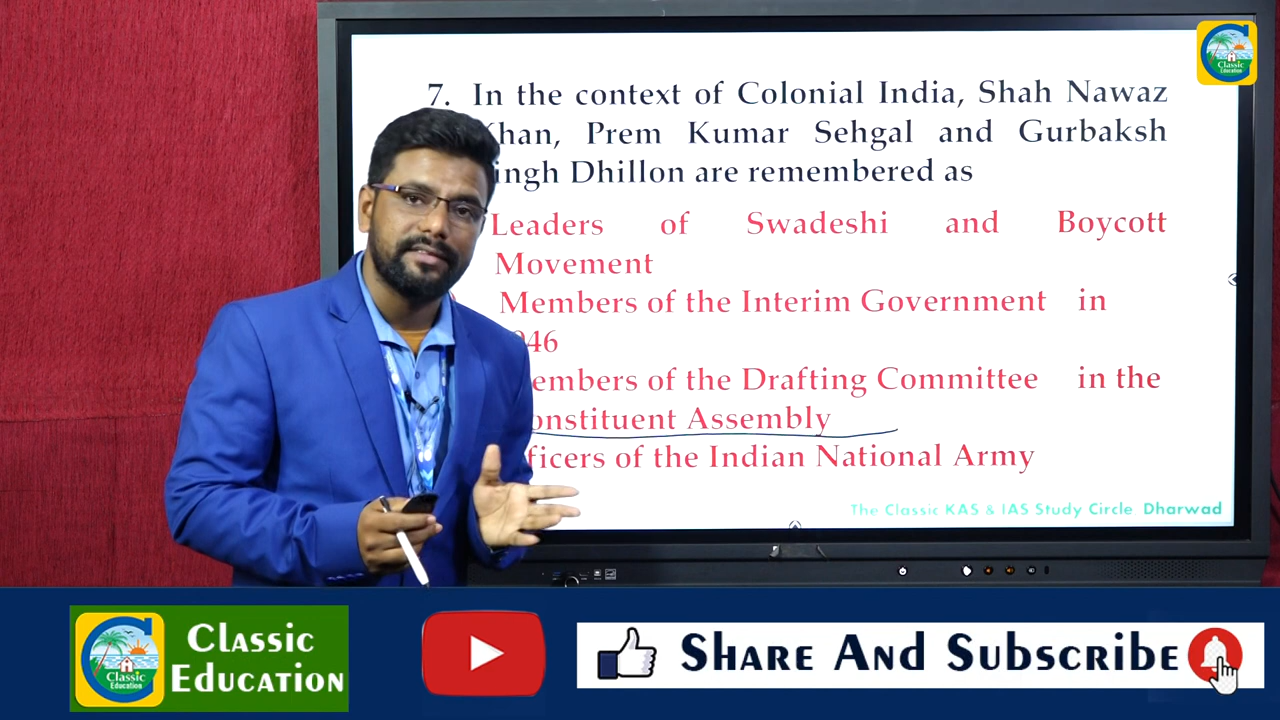 7. In the context of Colonial India, Shah Nawaz
Khan, Prem Kumar Sehgal and Gurbaksh
ingh Dhillon are remembered as
Leaders of Swadeshi and Boycott
Movement
Members of the Interim Government in
46
embers of the Drafting Committee in the
onstituent Assembly
ficers of the Indian National Army
The Classic KAS & IAS Study Circle Dharwad
Classic
Education
Classic
Education
Classic
Education
Share And Subscribe